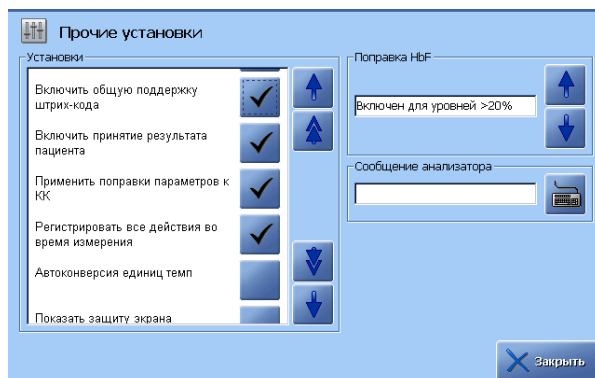 Прочие установки
Установки
Включить общую поддержку
штрих-кода
Включить принятие результата
пациента
Применить поправки параметров к
КК
Регистрировать все действия во
время измерения
Автоконверсия единиц темп
Показать защиту экрана
Поправка HbF
Включен для уровней >20%
Сообщение анализатора
Закрыть